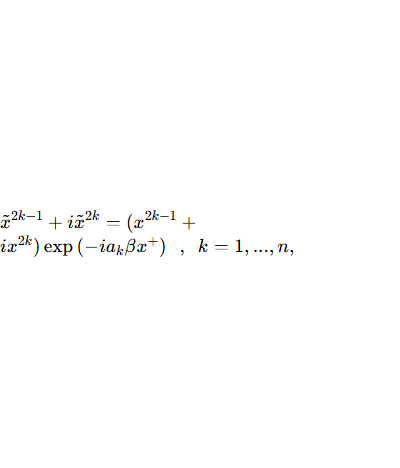 x̃^{2k−1} + ix̃^{2k} = (x^{2k−1} +
ix^{2k}) exp (−ia_kβx^+) , k = 1, ..., n,